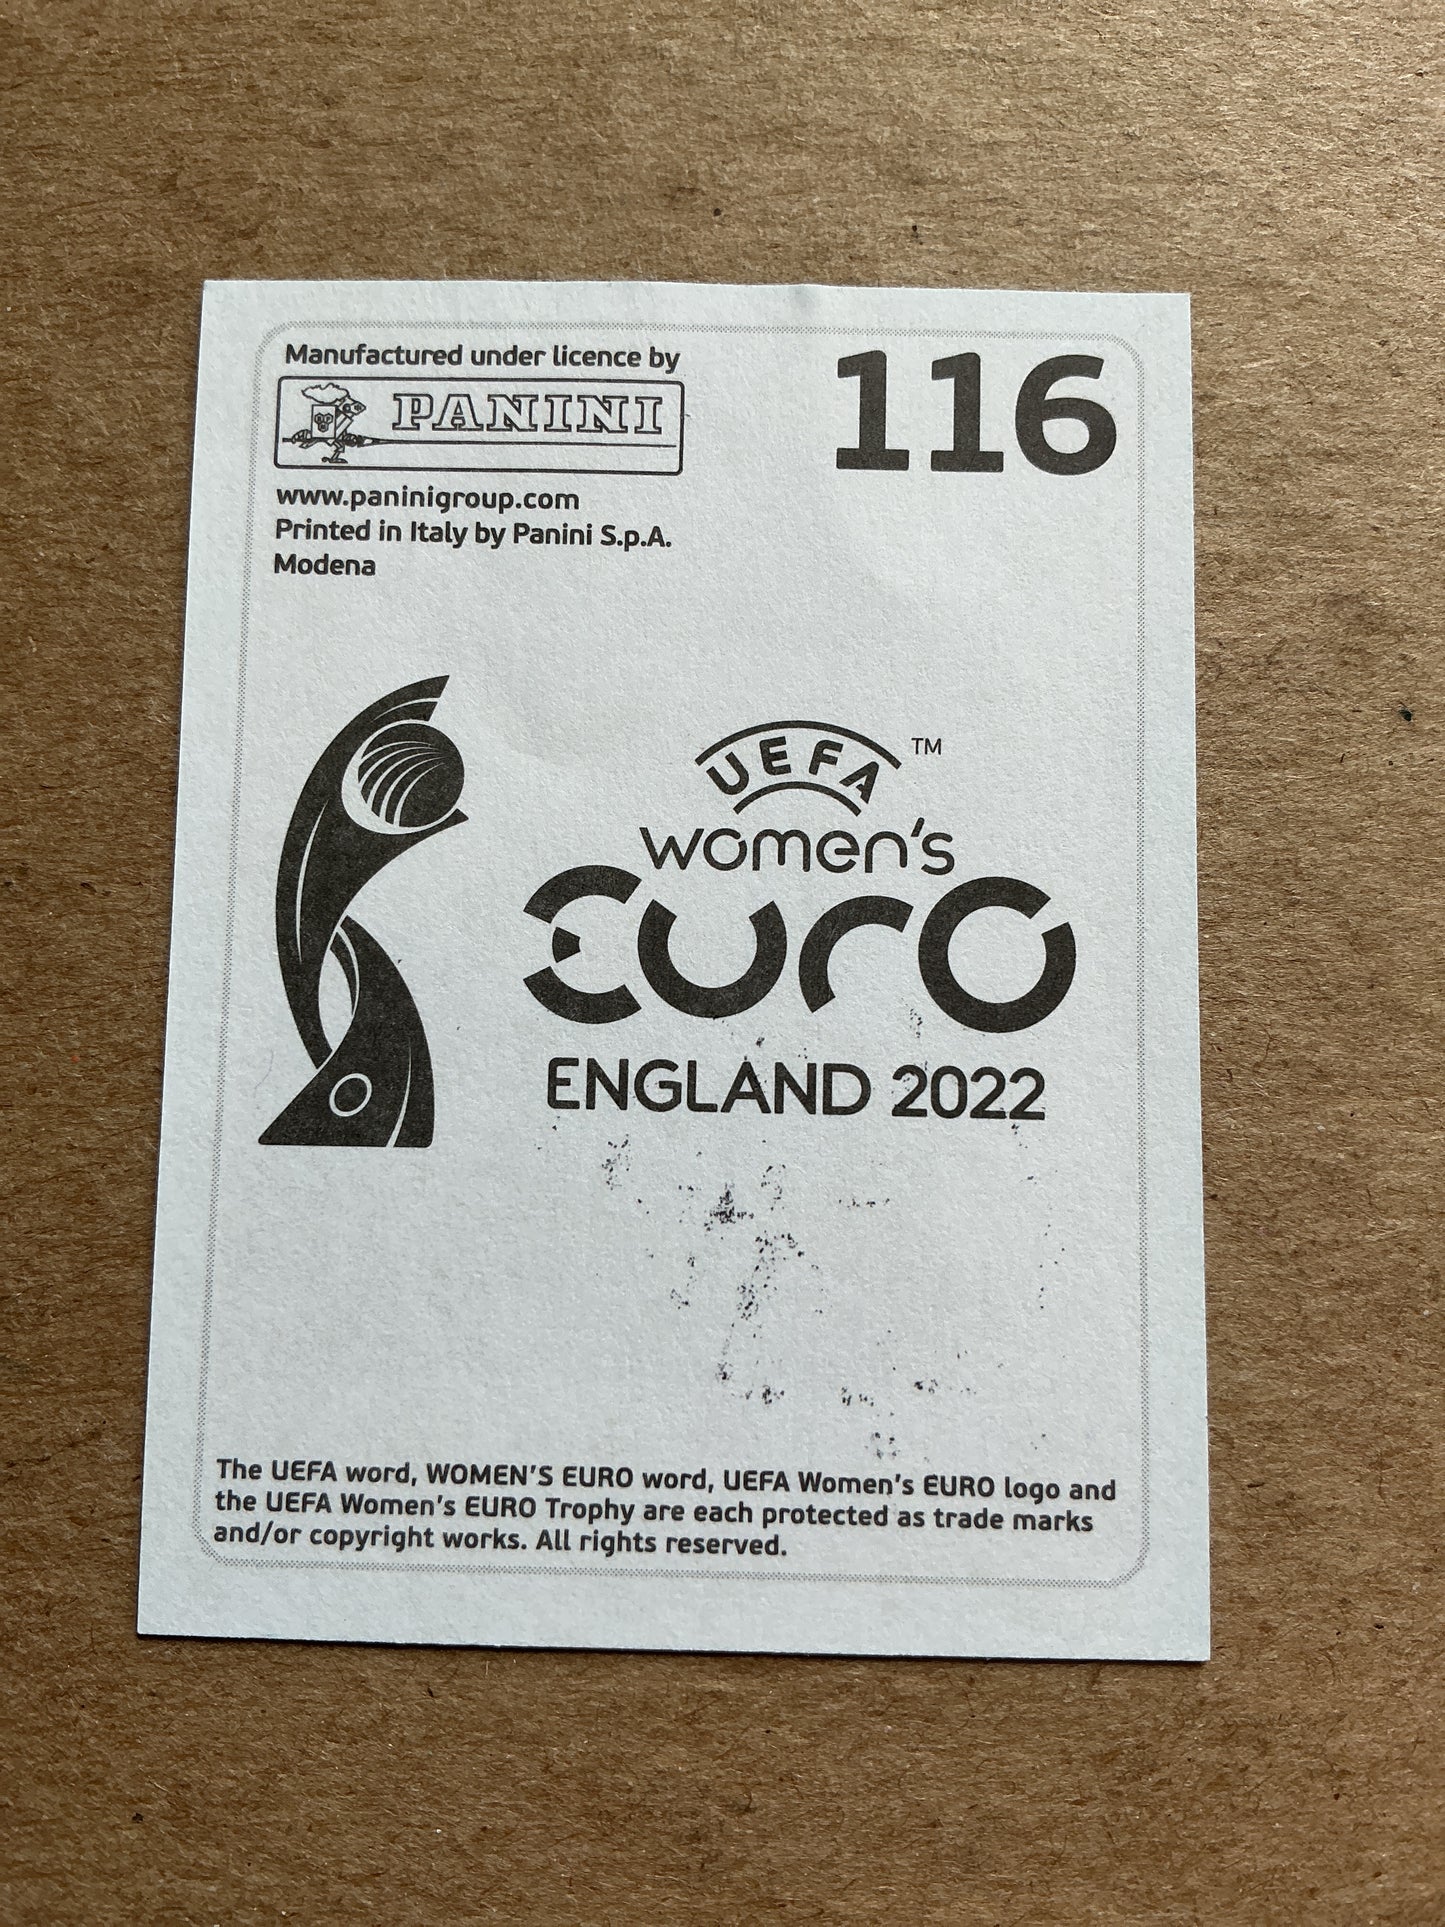 Manufactured under licence by
PANINI
116
www.paninigroup.com
Printed in Italy by Panini S.p.A.
Modena
UEFA TM
women's
EURO
ENGLAND 2022
The UEFA word, WOMEN'S EURO word, UEFA Women's EURO logo and
the UEFA Women's EURO Trophy are each protected as trade marks
and/or copyright works. All rights reserved.